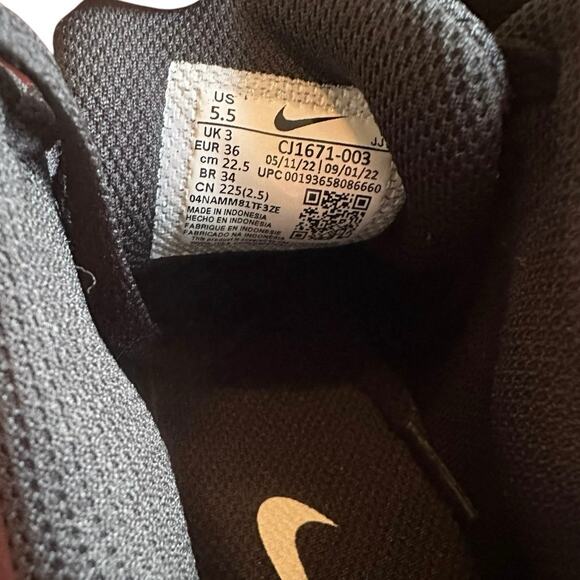 US
5.5
UK 3
EUR 36
cm 22.5
BR 34
CN 225(2.5)
CJ1671-003
05/11/22 | 09/01/22
UPC 00193658086660
04NAMM81TF3ZE
MADE IN INDONESIA
HECHO EN INDONESIA
FABRIQUE EN INDONESIE
FABRICADO NA INDONESIA